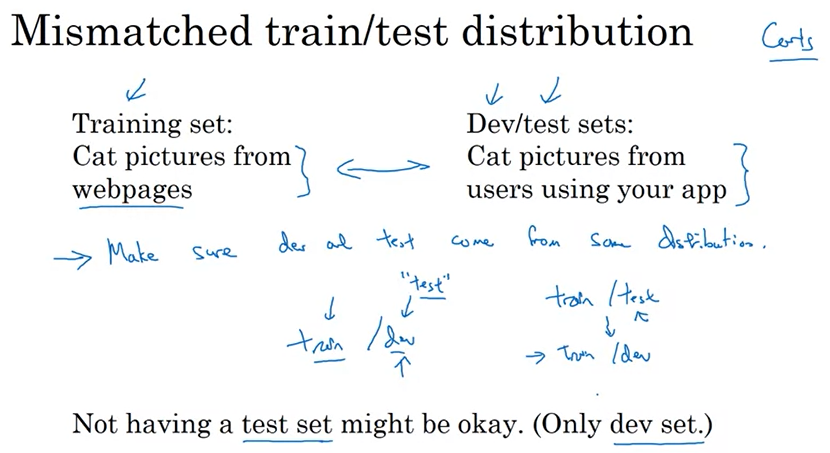 Mismatched train/test distribution
Cats
Training set:
Cat pictures from
webpages
Dev/test sets:
Cat pictures from
users using your app
→ Make sure dev and test come from same distribution.
"test"
train / dev
train / test
→ train / dev
Not having a test set might be okay. (Only dev set.)